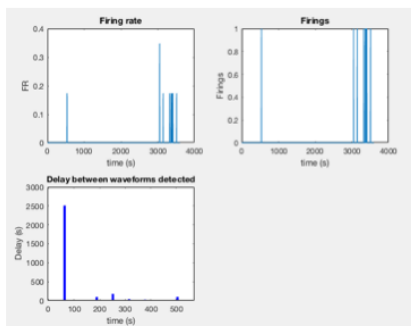 Firing rate
0.4
0.3
0.2
0.1
0
FR
0 1000 2000 3000 4000
time (s)
Firings
1
0.8
0.6
0.4
0.2
0
Firings
0 1000 2000 3000 4000
time (s)
Delay between waveforms detected
3000
2500
2000
1500
1000
500
0
Delay (s)
0 100 200 300 400 500
time (s)